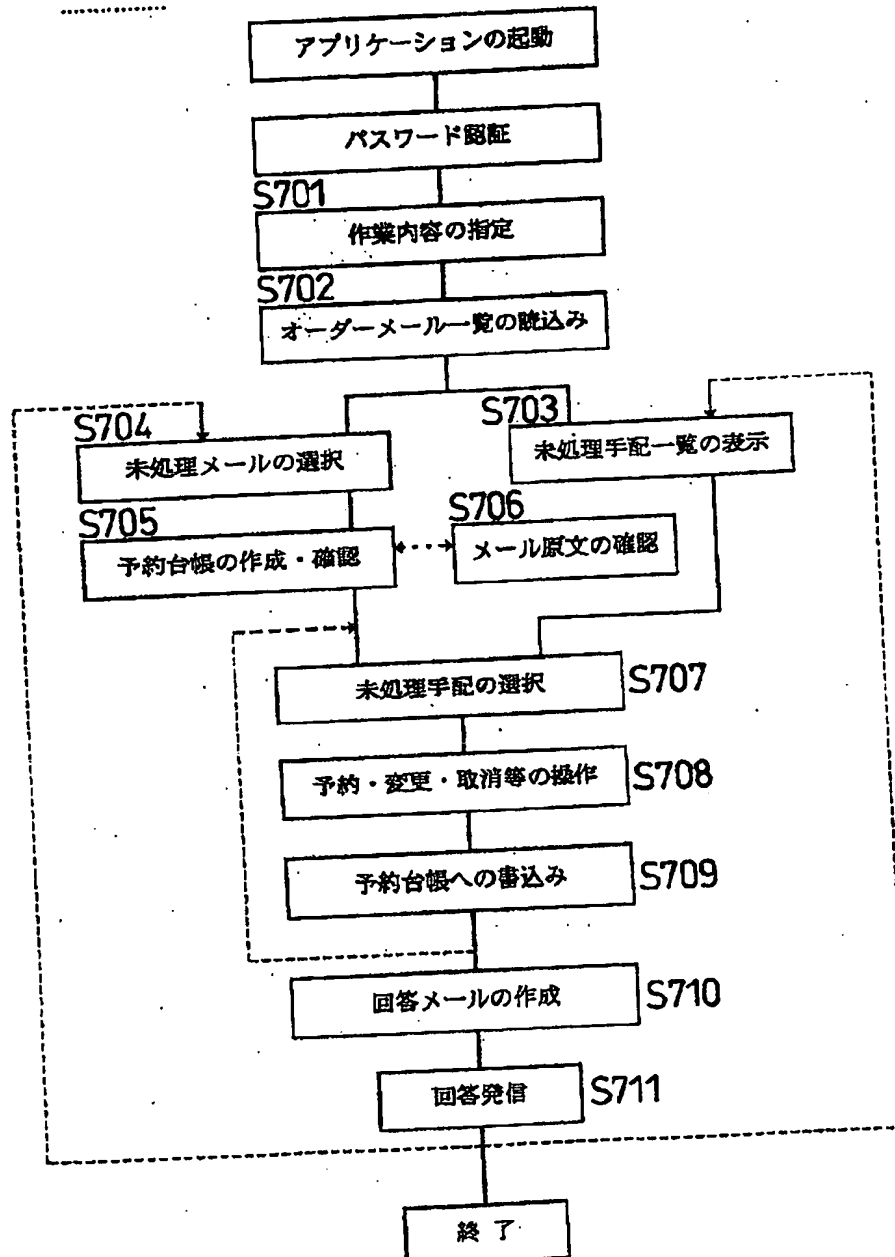 アプリケーションの起動
パスワード認証
S701
作業内容の指定
S702
オーダーメール一覧の読込み
S703
S704
未処理手配一覧の表示
未処理メールの選択
S705
S706
予約台帳の作成・確認
メール原文の確認
未処理手配の選択 S707
予約・変更・取消等の操作 S708
予約台帳への書込み S709
回答メールの作成 S710
回答発信 S711
終了